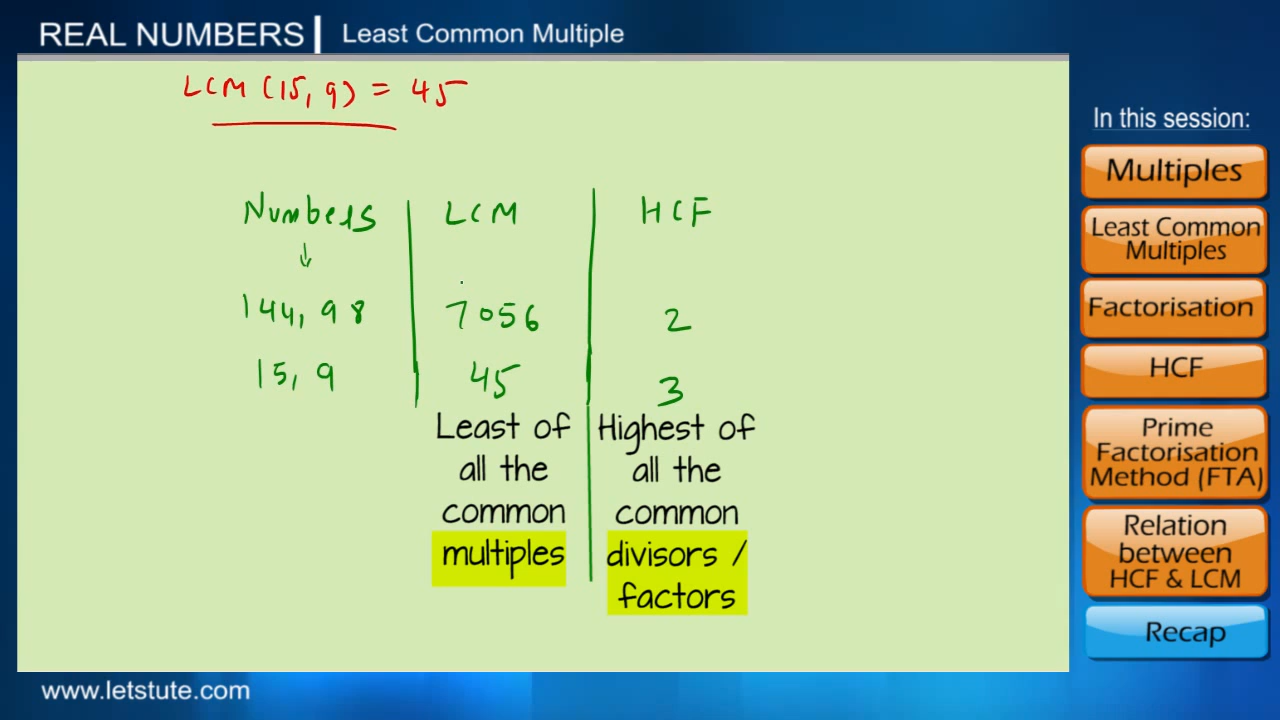 REAL NUMBERS | Least Common Multiple
LCM (15, 9) = 45
Numbers LCM HCF
144, 98 7056 2
15, 9 45 3
Least of
all the
common
multiples
Highest of
all the
common
divisors /
factors
In this session:
Multiples
Least Common
Multiples
Factorisation
HCF
Prime
Factorisation
Method (FTA)
Relation
between
HCF & LCM
Recap
www.letstute.com